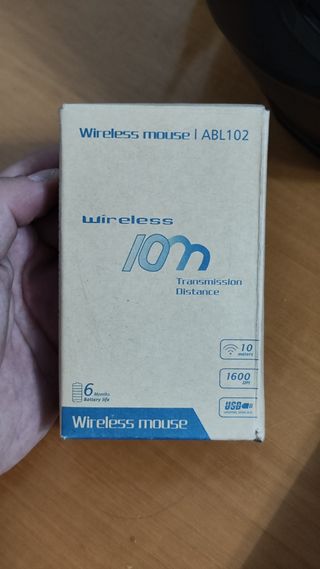 Wireless mouse | ABL102
Wireless
10m
Transmission
Distance
10
meters
1600
DPI
USB
6 Months
Battery life
Wireless mouse